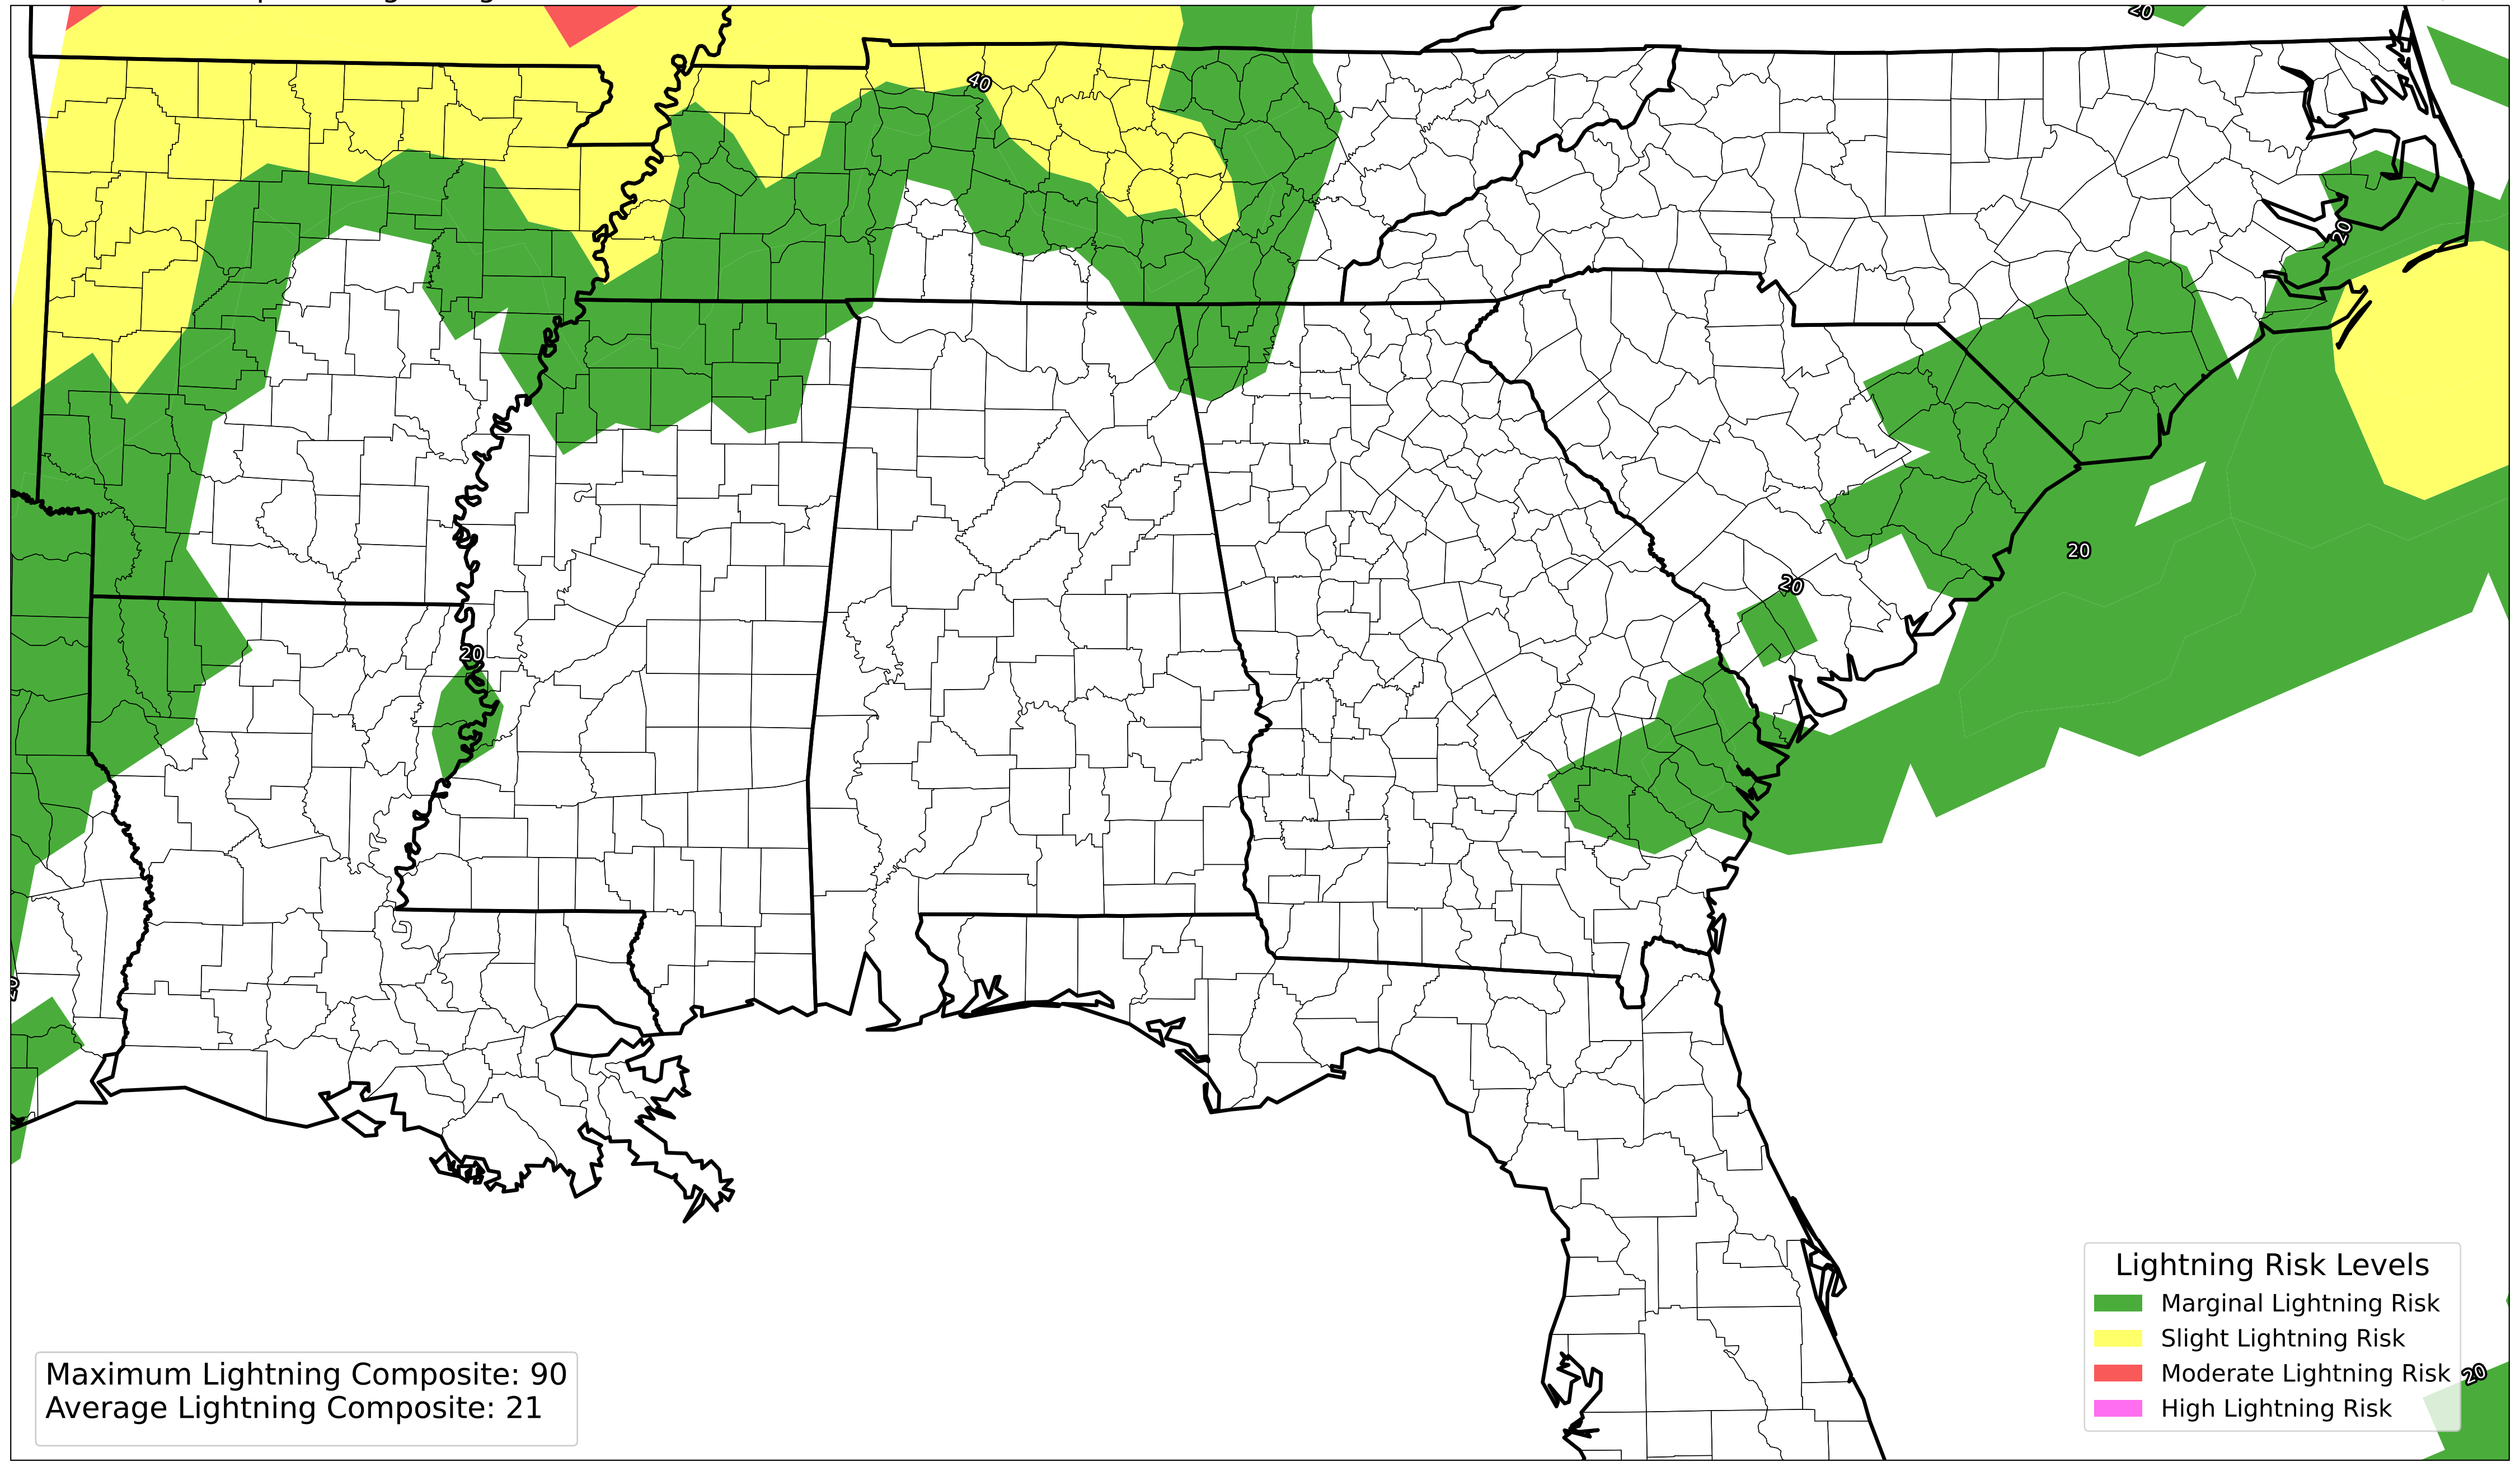 20
40
20
20
20
20
20
20
Lightning Risk Levels
Marginal Lightning Risk
Slight Lightning Risk
Moderate Lightning Risk
High Lightning Risk
20
Maximum Lightning Composite: 90
Average Lightning Composite: 21